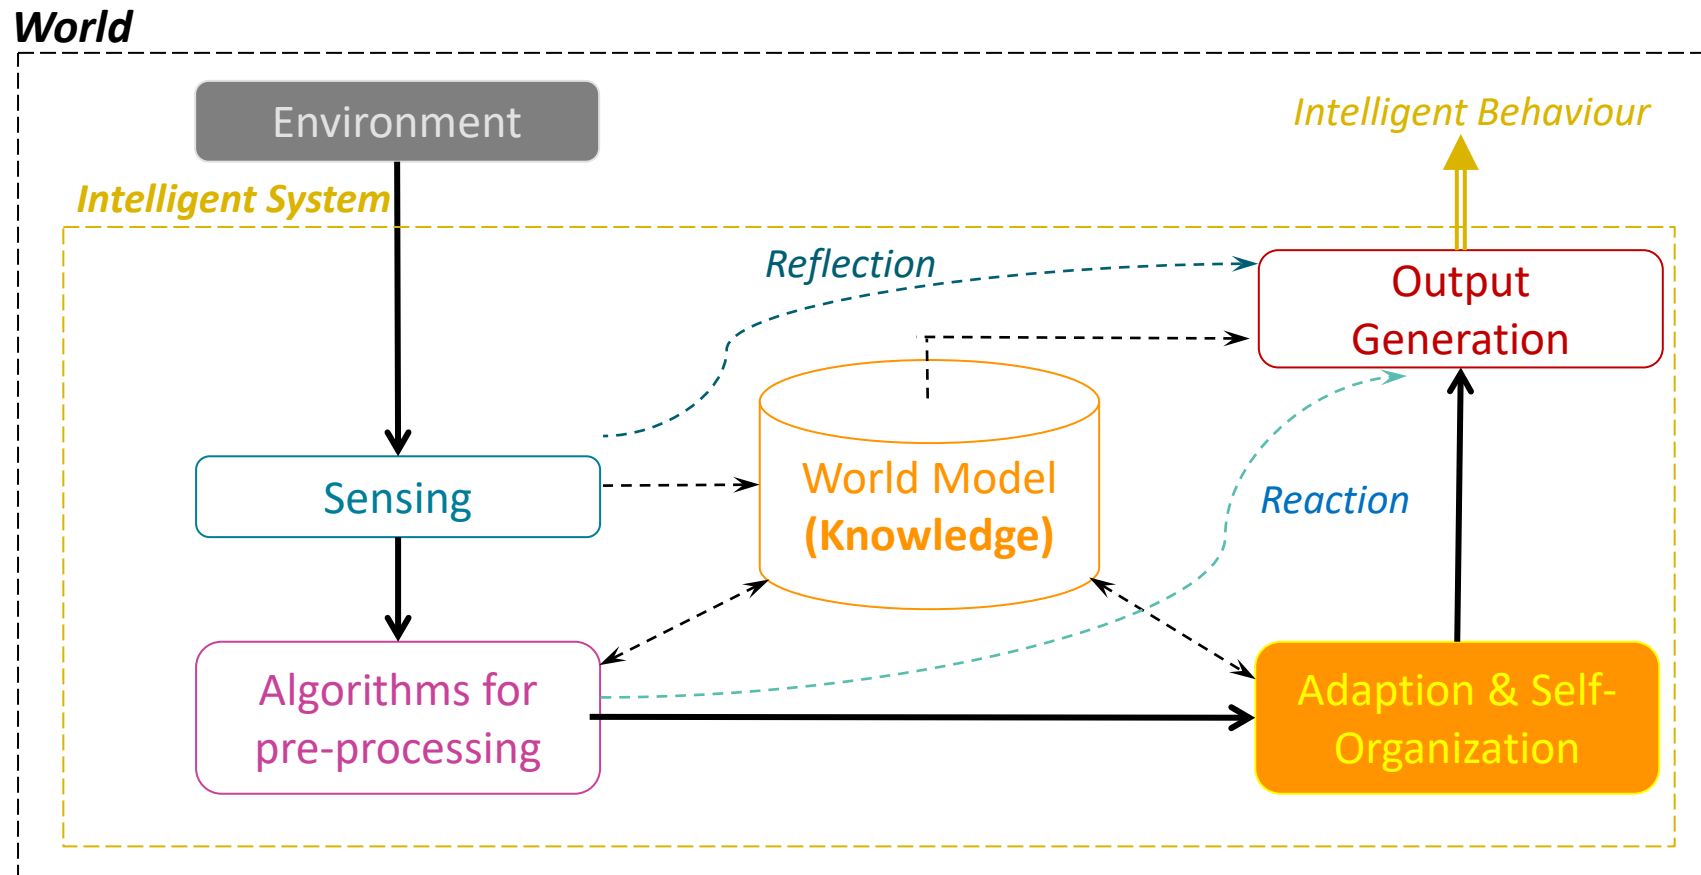 World
Environment
Intelligent Behaviour
Intelligent System
Reflection
Output
Generation
World Model
(Knowledge)
Sensing
Reaction
Algorithms for
pre-processing
Adaption & Self-
Organization